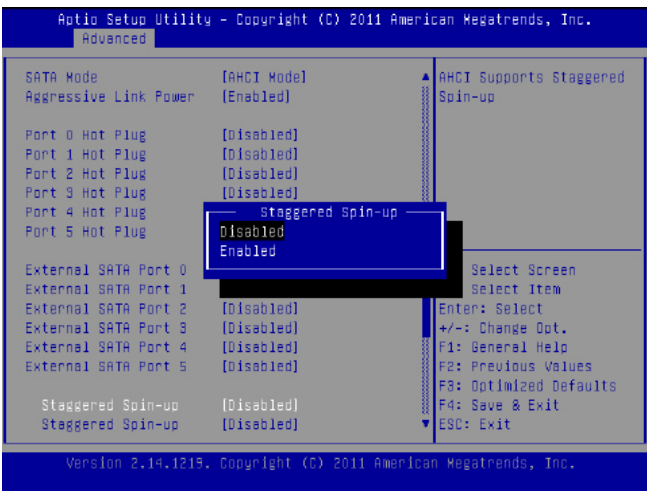 Aptio Setup Utility - Copyright (C) 2011 American Megatrends, Inc.
Advanced
SATA Mode [AHCI Mode]
Aggressive Link Power [Enabled]
Port 0 Hot Plug [Disabled]
Port 1 Hot Plug [Disabled]
Port 2 Hot Plug [Disabled]
Port 3 Hot Plug [Disabled]
Port 4 Hot Plug
Port 5 Hot Plug
External SATA Port 0
External SATA Port 1
External SATA Port 2 [Disabled]
External SATA Port 3 [Disabled]
External SATA Port 4 [Disabled]
External SATA Port 5 [Disabled]
Staggered Spin-up [Disabled]
Staggered Spin-up [Disabled]
Staggered Spin-up
Disabled
Enabled
AHCI Supports Staggered
Spin-up
Select Screen
Select Item
Enter: Select
+/-: Change Opt.
F1: General Help
F2: Previous Values
F3: Optimized Defaults
F4: Save & Exit
ESC: Exit
Version 2.14.1219. Copyright (C) 2011 American Megatrends, Inc.